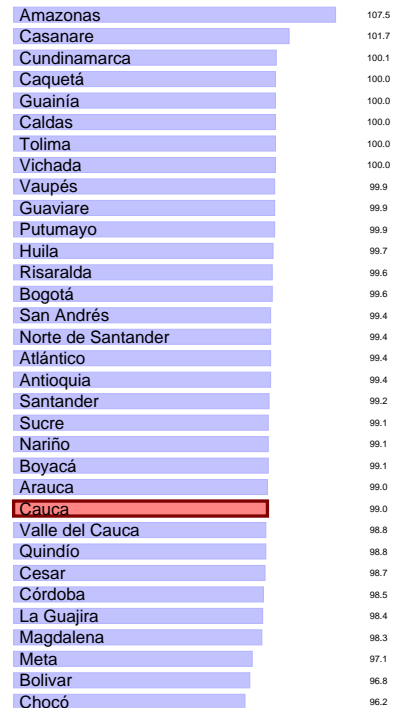 Amazonas 107.5
Casanare 101.7
Cundinamarca 100.1
Caquetá 100.0
Guainía 100.0
Caldas 100.0
Tolima 100.0
Vichada 100.0
Vaupés 99.9
Guaviare 99.9
Putumayo 99.9
Huila 99.7
Risaralda 99.6
Bogotá 99.6
San Andrés 99.4
Norte de Santander 99.4
Atlántico 99.4
Antioquia 99.4
Santander 99.2
Sucre 99.1
Nariño 99.1
Boyacá 99.1
Arauca 99.0
Cauca 99.0
Valle del Cauca 98.8
Quindío 98.8
Cesar 98.7
Córdoba 98.5
La Guajira 98.4
Magdalena 98.3
Meta 97.1
Bolivar 96.8
Chocó 96.2